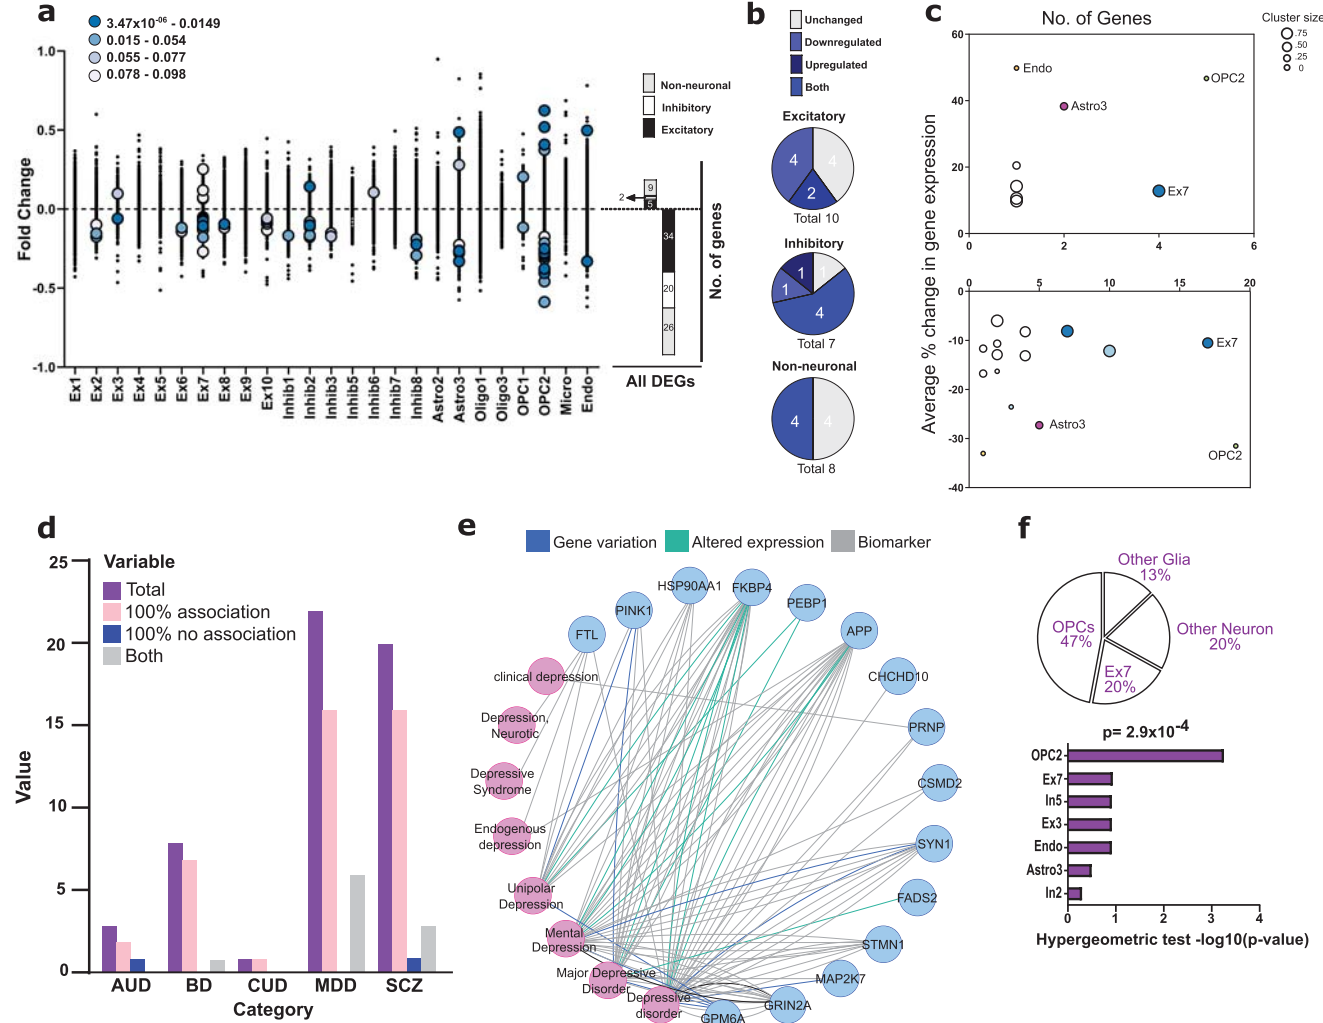 a
3.47x10-06 - 0.0149
0.015 - 0.054
0.055 - 0.077
0.078 - 0.098
Fold Change
1.0
0.5
0.0
-0.5
-1.0
Ex1
Ex2
Ex3
Ex4
Ex5
Ex6
Ex7
Ex8
Ex9
Ex10
Inhib1
Inhib2
Inhib3
Inhib5
Inhib6
Inhib7
Inhib8
Astro2
Astro3
Oligo1
Oligo3
OPC1
OPC2
Micro
Endo
Non-neuronal
Inhibitory
Excitatory
9
2
5
34
20
26
No. of genes
All DEGs
b
Unchanged
Downregulated
Upregulated
Both
Excitatory
4
4
2
Total 10
Inhibitory
1
1
1
4
Total 7
Non-neuronal
4
4
Total 8
c
No. of Genes
Cluster size
.75
.50
.25
0
Average % change in gene expression
60
40
20
0
0
2
4
6
Endo
OPC2
Astro3
Ex7
0
5
10
15
20
0
-10
-20
-30
-40
Ex7
Astro3
OPC2
d
Variable
Total
100% association
100% no association
Both
Value
25
20
15
10
5
0
AUD
BD
CUD
MDD
SCZ
Category
e
Gene variation
Altered expression
Biomarker
HSP90AA1
FKBP4
PEBP1
PINK1
FTL
APP
clinical depression
CHCHD10
Depression,
Neurotic
PRNP
Depressive
Syndrome
CSMD2
Endogenous
depression
SYN1
Unipolar
Depression
FADS2
Mental
Depression
STMN1
Major Depressive
Disorder
MAP2K7
Depressive
disorder
GRIN2A
GPM6A
f
Other Glia
13%
OPCs
47%
Other Neuron
20%
Ex7
20%
p= 2.9x10-4
OPC2
Ex7
In5
Ex3
Endo
Astro3
In2
0
1
2
3
4
Hypergeometric test -log10(p-value)